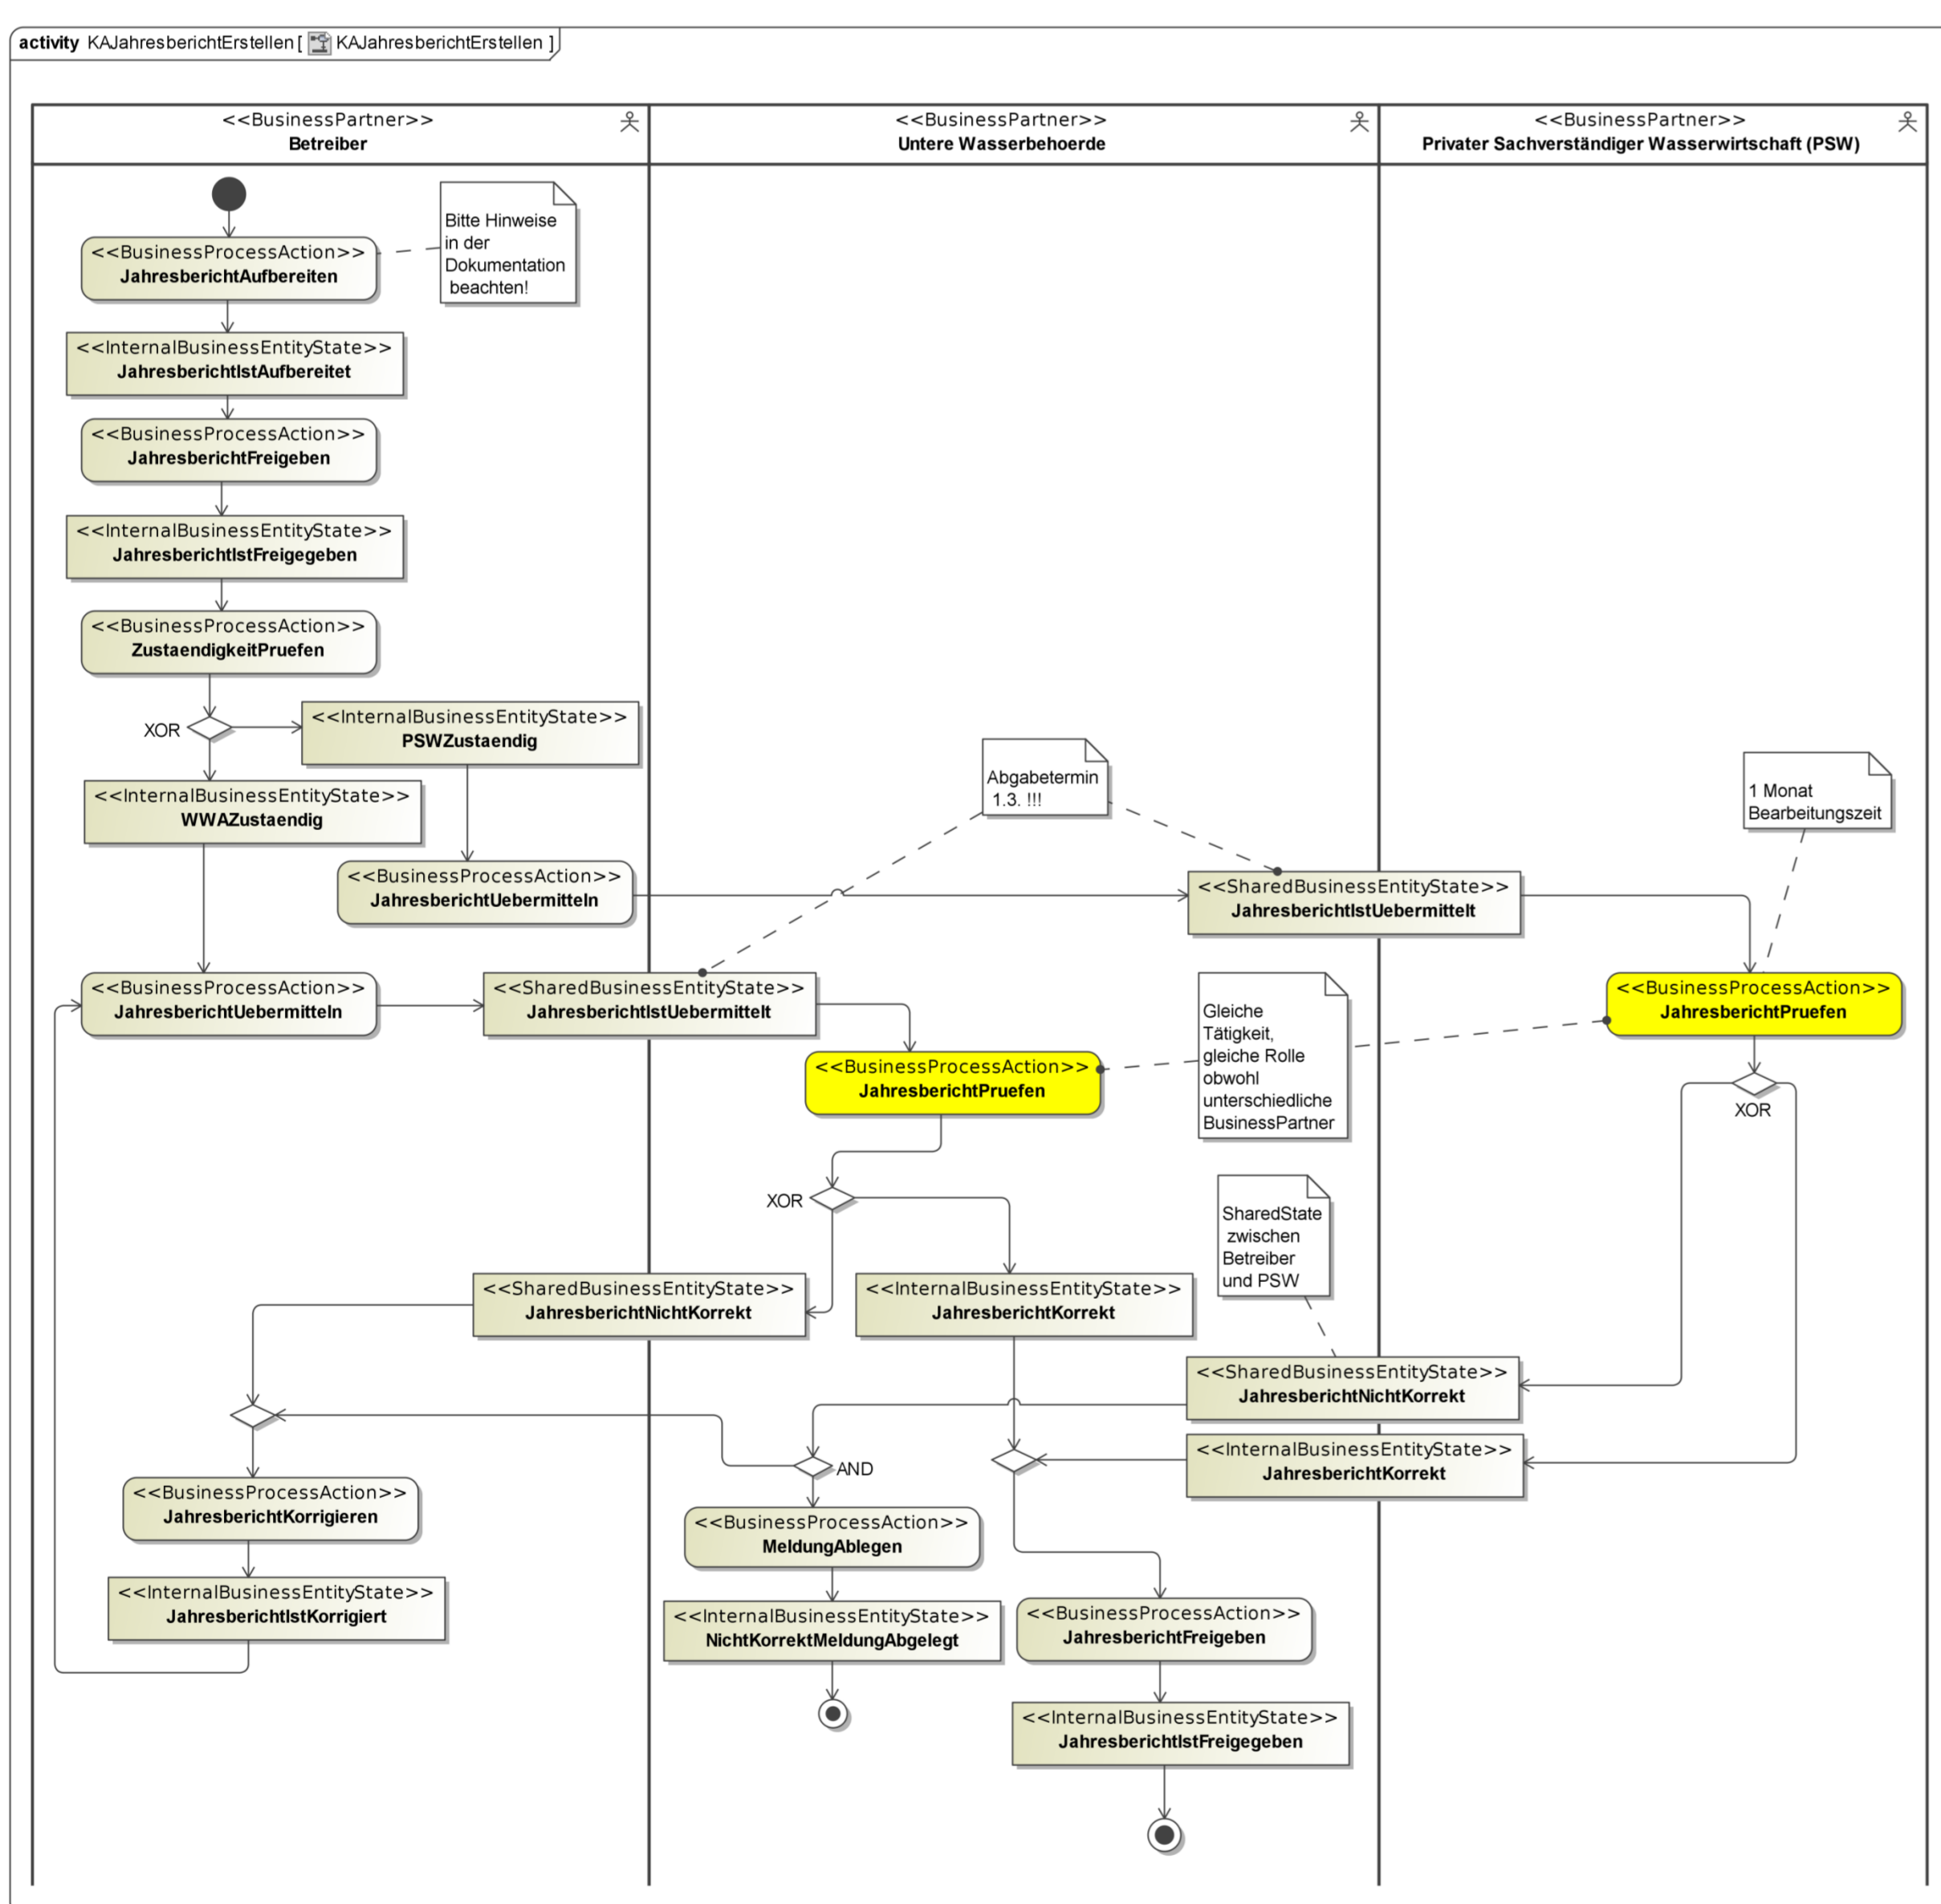 activity KAJahresberichtErstellen [ KAJahresberichtErstellen ]
<<BusinessPartner>>
Betreiber
<<BusinessPartner>>
Untere Wasserbehoerde
<<BusinessPartner>>
Privater Sachverständiger Wasserwirtschaft (PSW)
Bitte Hinweise
in der
Dokumentation
beachten!
<<BusinessProcessAction>>
JahresberichtAufbereiten
<<InternalBusinessEntityState>>
JahresberichtIstAufbereitet
<<BusinessProcessAction>>
JahresberichtFreigeben
<<InternalBusinessEntityState>>
JahresberichtIstFreigegeben
<<BusinessProcessAction>>
ZustaendigkeitPruefen
XOR
<<InternalBusinessEntityState>>
PSWZustaendig
<<InternalBusinessEntityState>>
WWAZustaendig
Abgabetermin
1.3. !!!
1 Monat
Bearbeitungszeit
<<BusinessProcessAction>>
JahresberichtUebermitteln
<<SharedBusinessEntityState>>
JahresberichtIstUebermittelt
<<BusinessProcessAction>>
JahresberichtUebermitteln
<<SharedBusinessEntityState>>
JahresberichtIstUebermittelt
Gleiche
Tätigkeit,
gleiche Rolle
obwohl
unterschiedliche
BusinessPartner
<<BusinessProcessAction>>
JahresberichtPruefen
<<BusinessProcessAction>>
JahresberichtPruefen
XOR
XOR
SharedState
zwischen
Betreiber
und PSW
<<SharedBusinessEntityState>>
JahresberichtNichtKorrekt
<<InternalBusinessEntityState>>
JahresberichtKorrekt
<<SharedBusinessEntityState>>
JahresberichtNichtKorrekt
<<InternalBusinessEntityState>>
JahresberichtKorrekt
AND
<<BusinessProcessAction>>
JahresberichtKorrigieren
<<BusinessProcessAction>>
MeldungAblegen
<<InternalBusinessEntityState>>
JahresberichtIstKorrigiert
<<InternalBusinessEntityState>>
NichtKorrektMeldungAbgelegt
<<BusinessProcessAction>>
JahresberichtFreigeben
<<InternalBusinessEntityState>>
JahresberichtIstFreigegeben